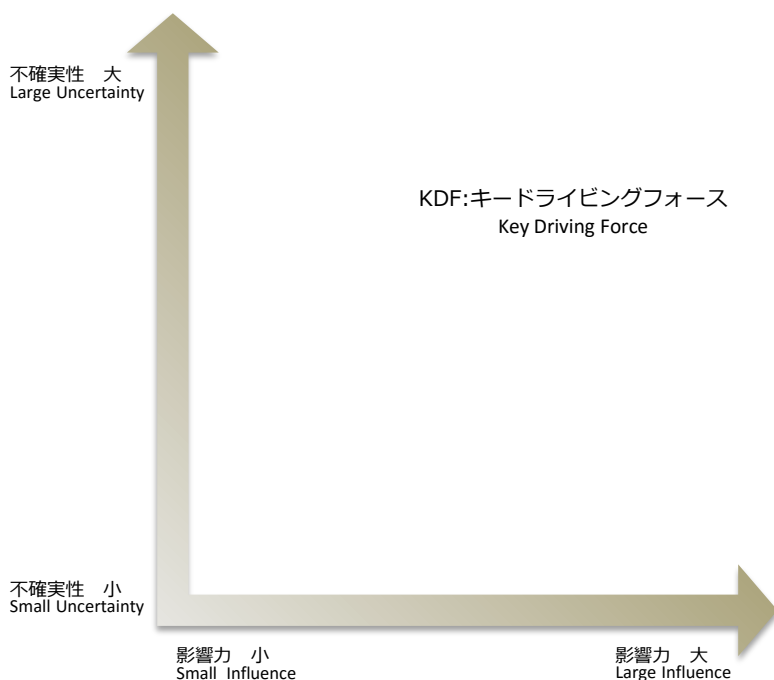 不確実性　大
Large Uncertainty
KDF:キードライビングフォース
Key Driving Force
不確実性　小
Small Uncertainty
影響力　小
Small Influence
影響力　大
Large Influence